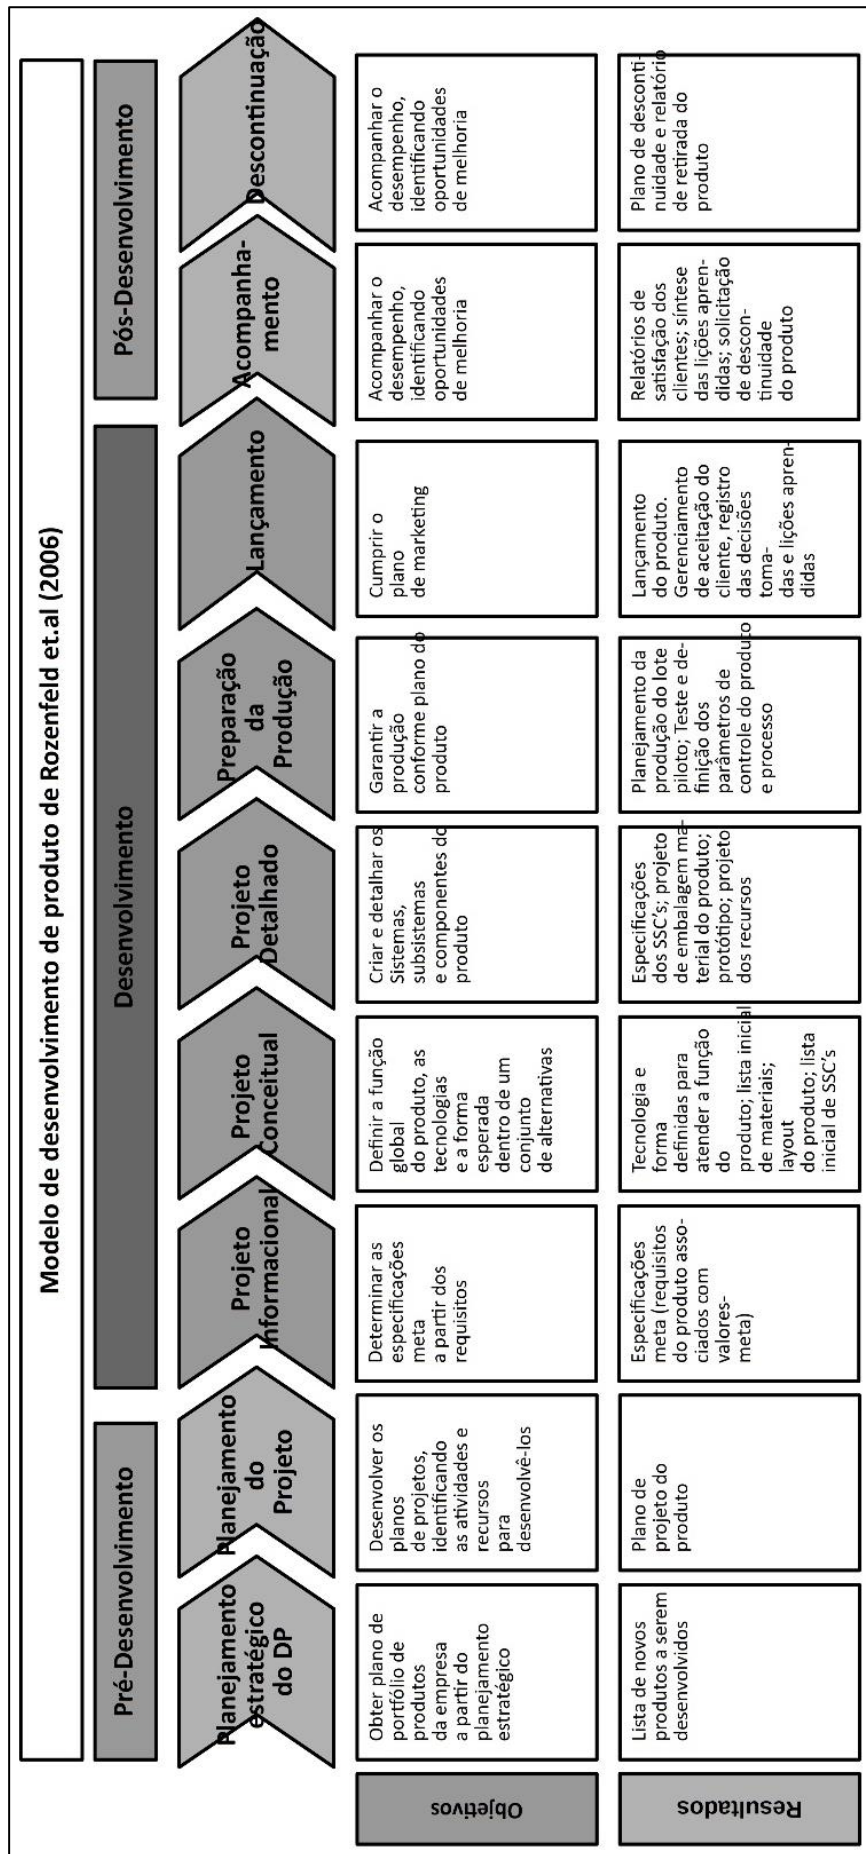 Modelo de desenvolvimento de produto de Rozenfeld et.al (2006)
Pré-Desenvolvimento
Desenvolvimento
Pós-Desenvolvimento
Planejamento
estratégico
do DP
Planejamento
do
Projeto
Projeto
Informacional
Projeto
Conceitual
Projeto
Detalhado
Preparação
da
Produção
Lançamento
Acompanha-
mento
Descontinuação
Objetivos
Obter plano de
portfólio de
produtos
da empresa
a partir do
planejamento
estratégico
Desenvolver os
planos
de projetos,
identificando
as atividades e
recursos
para
desenvolvê-los
Determinar as
especificações
meta
a partir dos
requisitos
Definir a função
global
do produto, as
tecnologias
e a forma
esperada
dentro de um
conjunto
de alternativas
Criar e detalhar os
Sistemas,
subsistemas
e componentes do
produto
Garantir a
produção
conforme plano do
produto
Cumprir o
plano
de marketing
Acompanhar o
desempenho,
identificando
oportunidades
de melhoria
Acompanhar o
desempenho,
identificando
oportunidades
de melhoria
Resultados
Lista de novos
produtos a serem
desenvolvidos
Plano de
projeto do
produto
Especificações
meta (requisitos
do produto asso-
ciados com
valores-
meta)
Tecnologia e
forma
definidas para
atender a função
do
produto; lista inicial
de materiais;
layout
do produto; lista
inicial de SSC’s
Especificações
dos SSC’s; projeto
de embalagem ma-
terial do produto;
protótipo; projeto
dos recursos
Planejamento da
produção do lote
piloto; Teste e de-
finição dos
parâmetros de
controle do produto
e processo
Lançamento
do produto.
Gerenciamento
de aceitação do
cliente, registro
das decisões
toma-
das e lições apren-
didas
Relatórios de
satisfação dos
clientes; síntese
das lições apren-
didas; solicitação
de descon-
tinuidade
do produto
Plano de desconti-
nuidade e relatório
de retirada do
produto